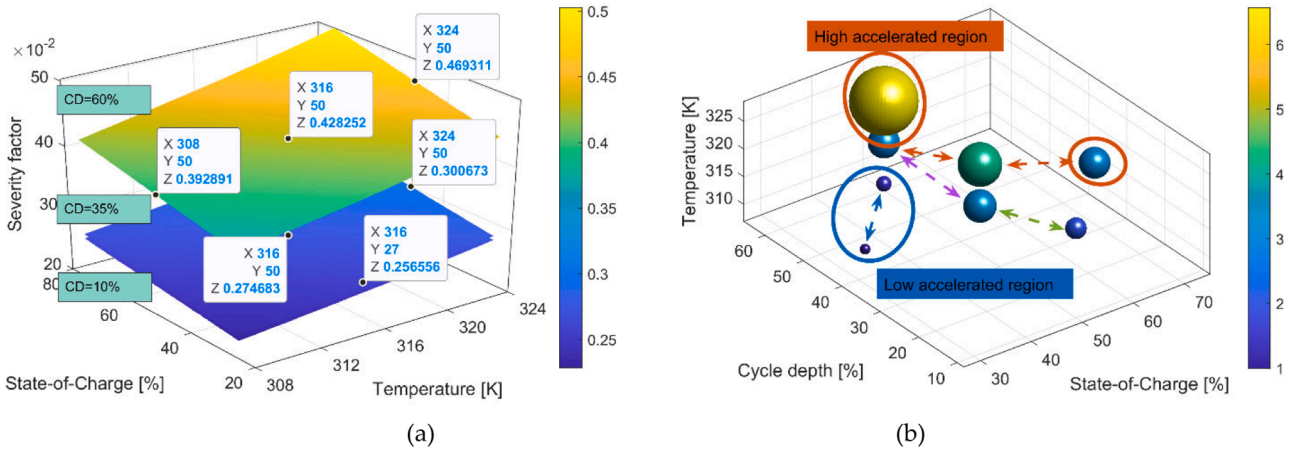 ×10⁻²
50
40
30
20
80
60
40
20
Severity factor
State-of-Charge [%]
308
312
316
320
324
Temperature [K]
CD=60%
CD=35%
CD=10%
X 324
Y 50
Z 0.469311
X 316
Y 50
Z 0.428252
X 308
Y 50
Z 0.392891
X 324
Y 50
Z 0.300673
X 316
Y 50
Z 0.274683
X 316
Y 27
Z 0.256556
0.5
0.45
0.4
0.35
0.3
0.25
(a)
High accelerated region
Low accelerated region
Temperature [K]
325
320
315
310
60
50
40
30
20
10
Cycle depth [%]
30
40
50
60
70
State-of-Charge [%]
6
5
4
3
2
1
(b)